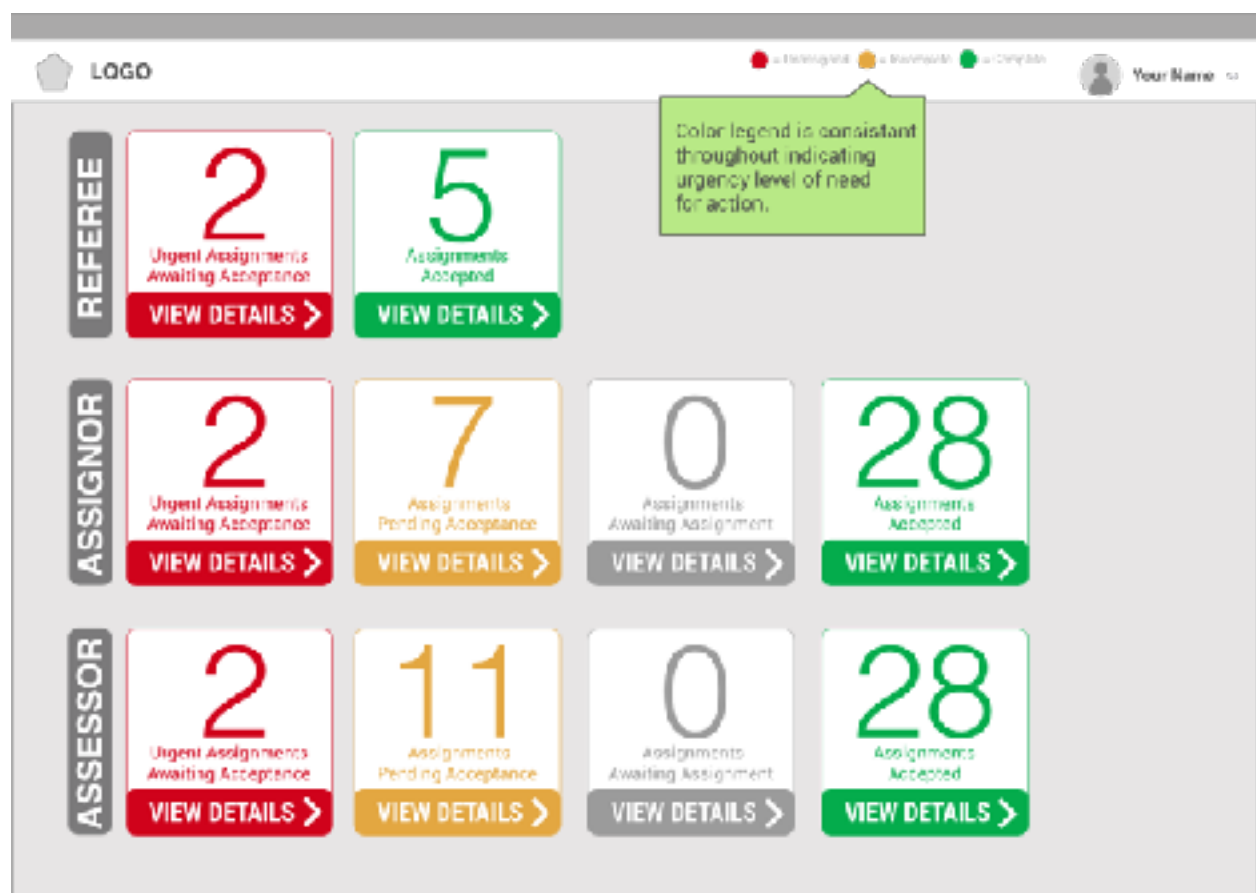 LOGO
= Incomplete
= Complete
Your Name
Color legend is consistant
throughout indicating
urgency level of need
for action.
REFEREE
2
Urgent Assignments
Awaiting Acceptance
VIEW DETAILS
5
Assignments
Accepted
VIEW DETAILS
ASSIGNOR
2
Urgent Assignments
Awaiting Acceptance
VIEW DETAILS
7
Assignments
Pending Acceptance
VIEW DETAILS
0
Assignments
Awaiting Assignment
VIEW DETAILS
28
Assignments
Accepted
VIEW DETAILS
ASSESSOR
2
Urgent Assignments
Awaiting Acceptance
VIEW DETAILS
11
Assignments
Pending Acceptance
VIEW DETAILS
0
Assignments
Awaiting Assignment
VIEW DETAILS
28
Assignments
Accepted
VIEW DETAILS